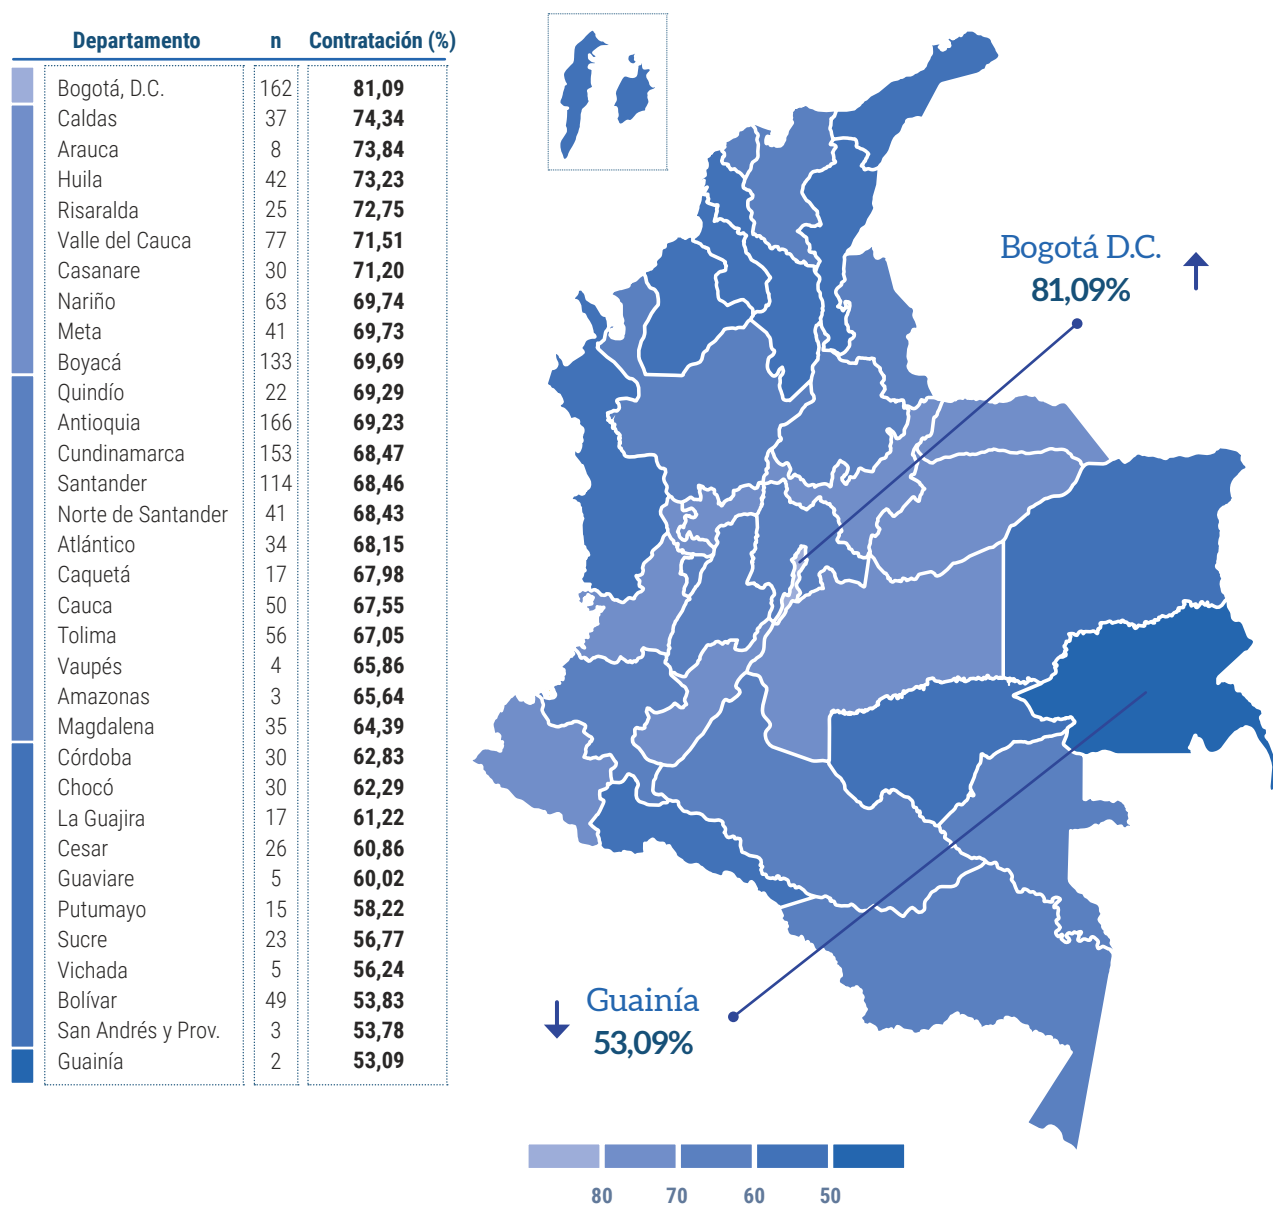 Departamento n Contratación (%)
Bogotá, D.C. 162 81,09
Caldas 37 74,34
Arauca 8 73,84
Huila 42 73,23
Risaralda 25 72,75
Valle del Cauca 77 71,51
Casanare 30 71,20
Nariño 63 69,74
Meta 41 69,73
Boyacá 133 69,69
Quindío 22 69,29
Antioquia 166 69,23
Cundinamarca 153 68,47
Santander 114 68,46
Norte de Santander 41 68,43
Atlántico 34 68,15
Caquetá 17 67,98
Cauca 50 67,55
Tolima 56 67,05
Vaupés 4 65,86
Amazonas 3 65,64
Magdalena 35 64,39
Córdoba 30 62,83
Chocó 30 62,29
La Guajira 17 61,22
Cesar 26 60,86
Guaviare 5 60,02
Putumayo 15 58,22
Sucre 23 56,77
Vichada 5 56,24
Bolívar 49 53,83
San Andrés y Prov. 3 53,78
Guainía 2 53,09
Bogotá D.C.
81,09%
Guainía
53,09%
80 70 60 50